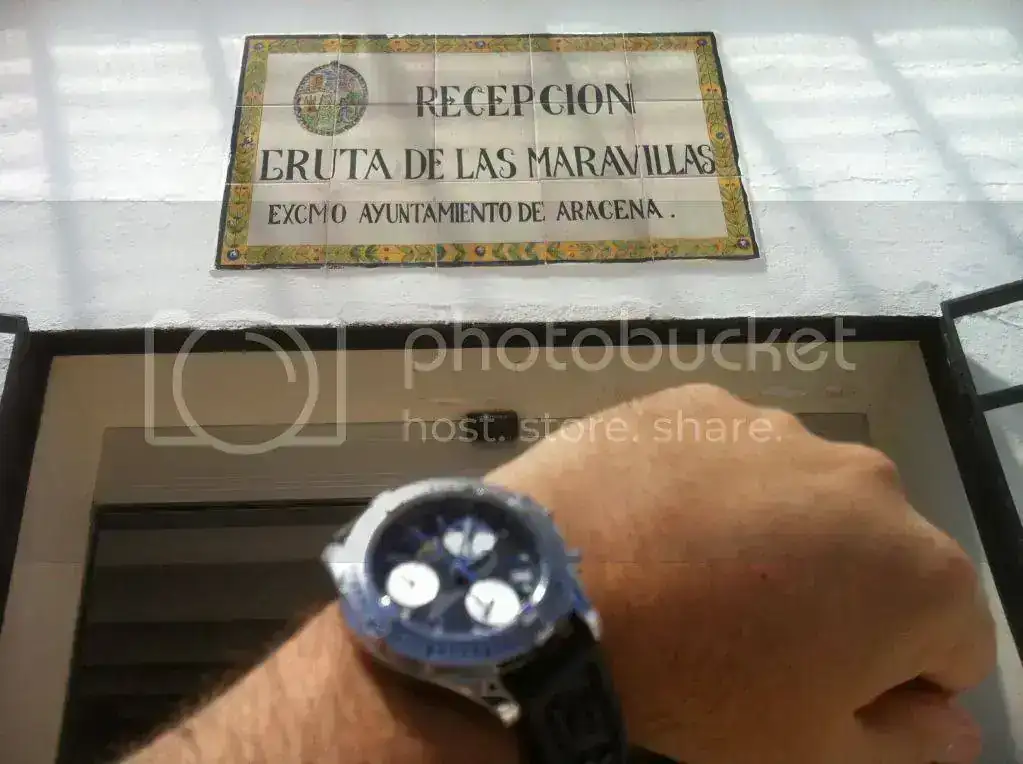 RECEPCION
GRUTA DE LAS MARAVILLAS
EXCMO AYUNTAMIENTO DE ARACENA.
photobucket
host. store. share.